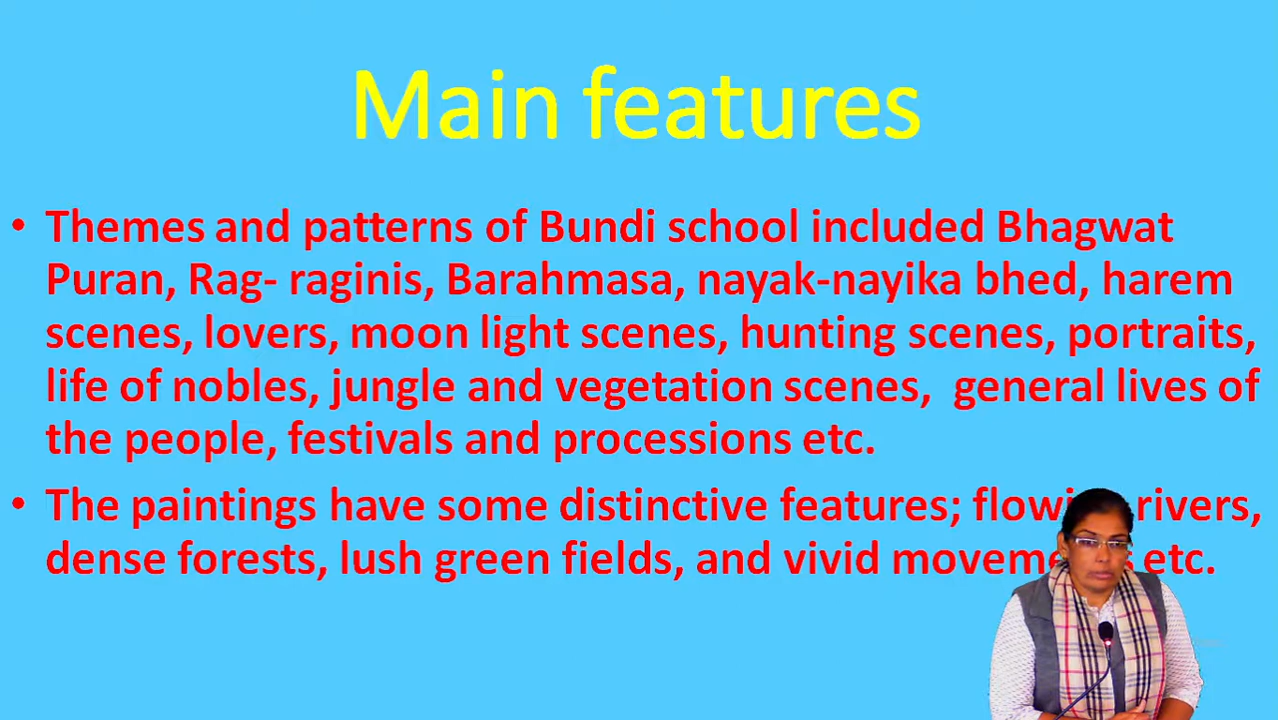 Main features
• Themes and patterns of Bundi school included Bhagwat
Puran, Rag- raginis, Barahmasa, nayak-nayika bhed, harem
scenes, lovers, moon light scenes, hunting scenes, portraits,
life of nobles, jungle and vegetation scenes, general lives of
the people, festivals and processions etc.
• The paintings have some distinctive features; rivers,
dense forests, lush green fields, and vivid etc.